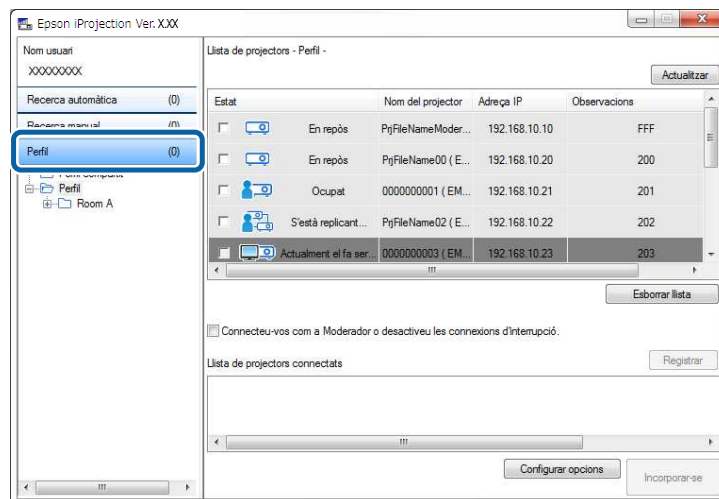 Epson iProjection Ver. X.XX
Nom usuari
XXXXXXXX
Recerca automàtica (0)
Recerca manual (0)
Perfil (0)
Perfil compartit
Perfil
Room A
Llista de projectors - Perfil -
Actualitzar
Estat Nom del projector Adreça IP Observacions
En repòs PrjFileNameModer... 192.168.10.10 FFF
En repòs PrjFileName00 ( E... 192.168.10.20 200
Ocupat 0000000001 ( EM... 192.168.10.21 201
S'està replicant... PrjFileName02 ( E... 192.168.10.22 202
Actualment el fa ser... 0000000003 ( EM... 192.168.10.23 203
Esborrar llista
Connecteu-vos com a Moderador o desactiveu les connexions d'interrupció.
Llista de projectors connectats
Registrar
Configurar opcions
Incorporar-se